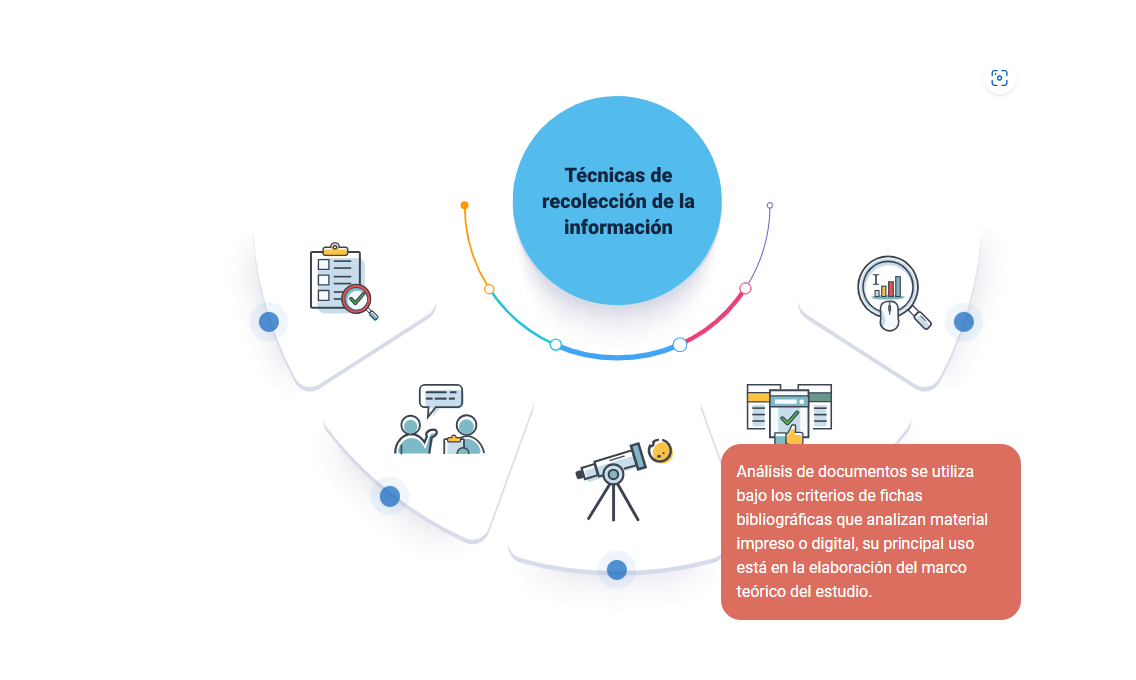 Técnicas de
recolección de la
información
Análisis de documentos se utiliza
bajo los criterios de fichas
bibliográficas que analizan material
impreso o digital, su principal uso
está en la elaboración del marco
teórico del estudio.